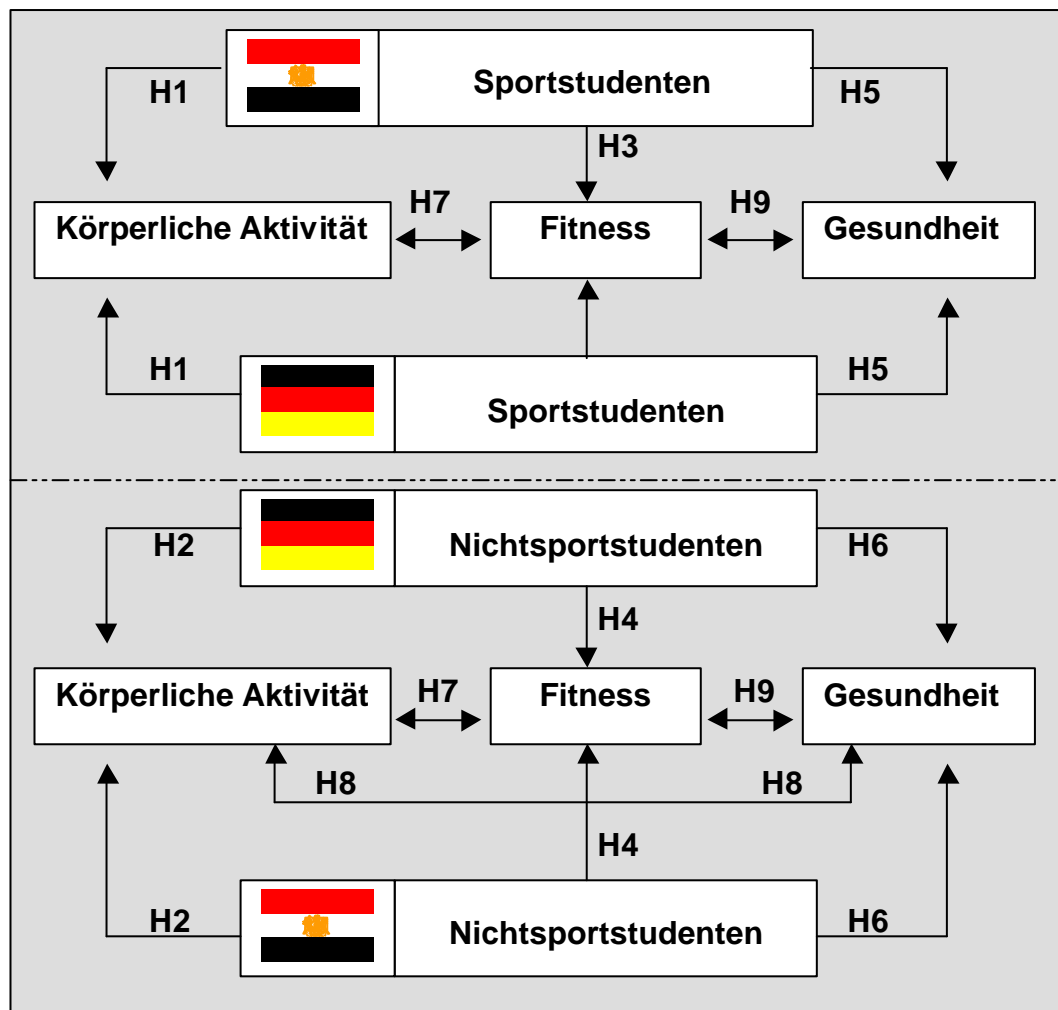 H1
Sportstudenten
H5
H3
Körperliche Aktivität
H7
Fitness
H9
Gesundheit
H1
Sportstudenten
H5
H2
Nichtsportstudenten
H6
H4
Körperliche Aktivität
H7
Fitness
H9
Gesundheit
H8
H8
H4
H2
Nichtsportstudenten
H6